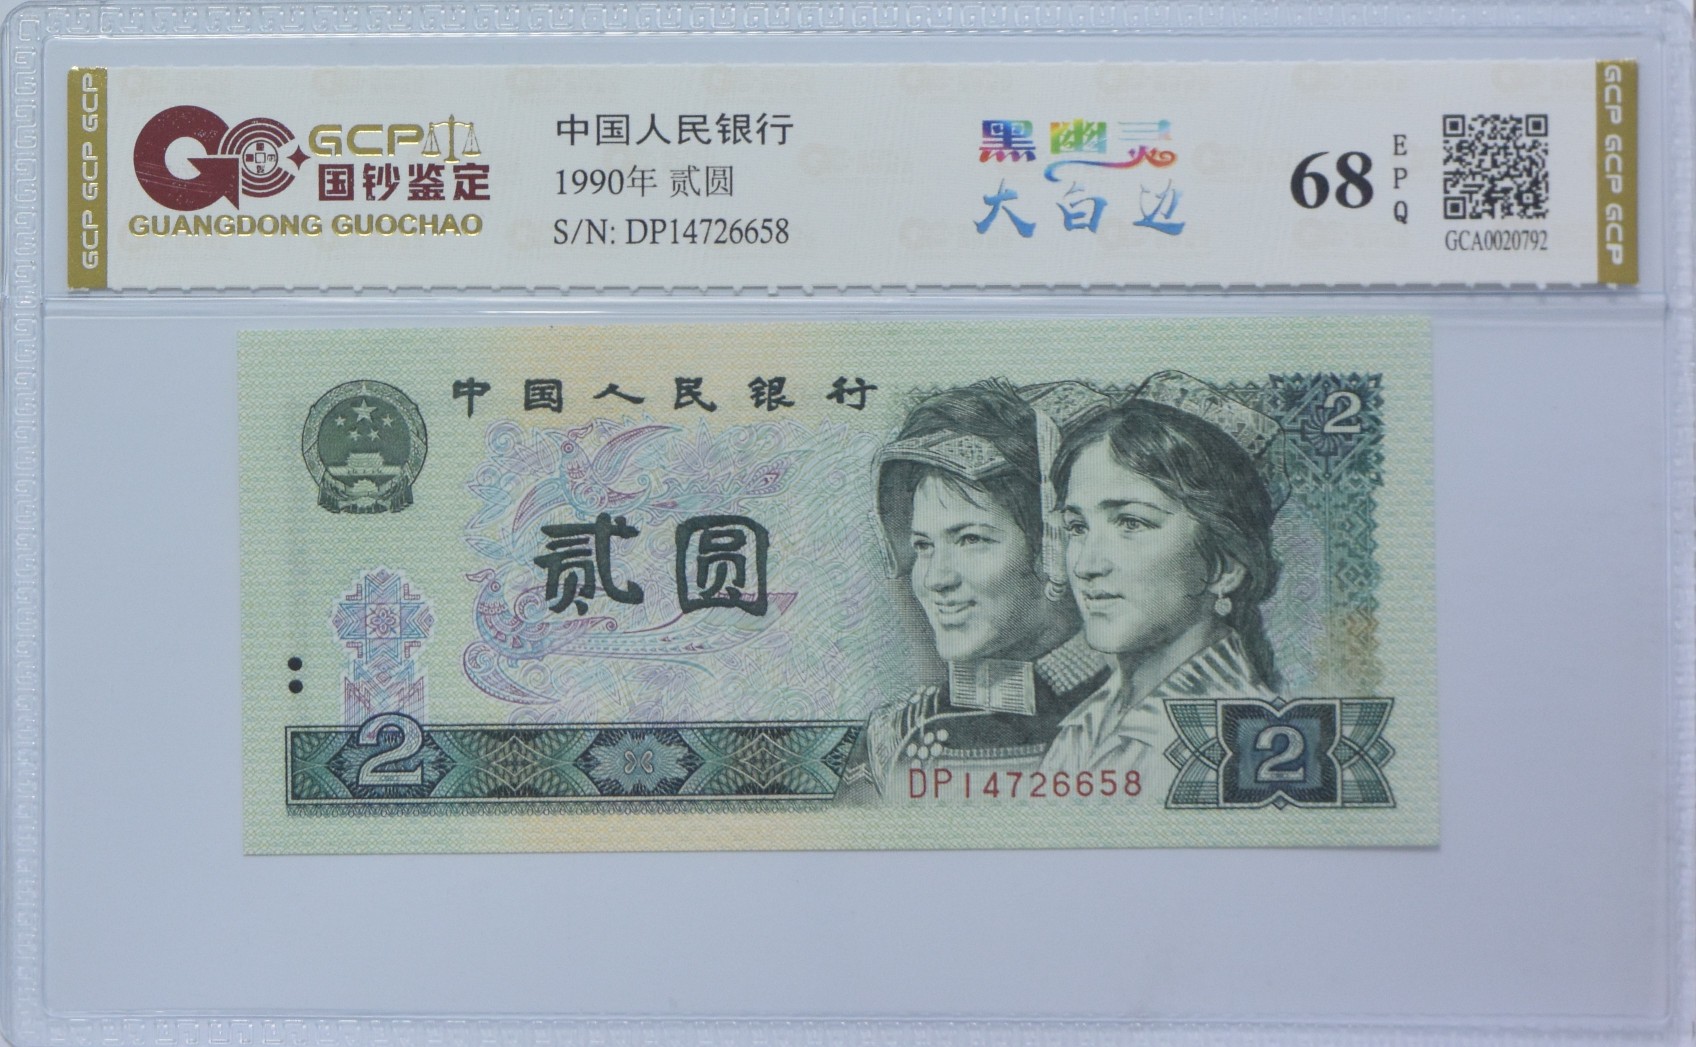 GCP GCP GCP
GCP
国钞鉴定
GUANGDONG GUOCHAO
中国人民银行
1990年 贰圆
S/N: DP14726658
黑幽灵
大白边
68
EPQ
GCA0020792
GCP GCP GCP
中国人民银行
2
贰圆
2
DP14726658
2